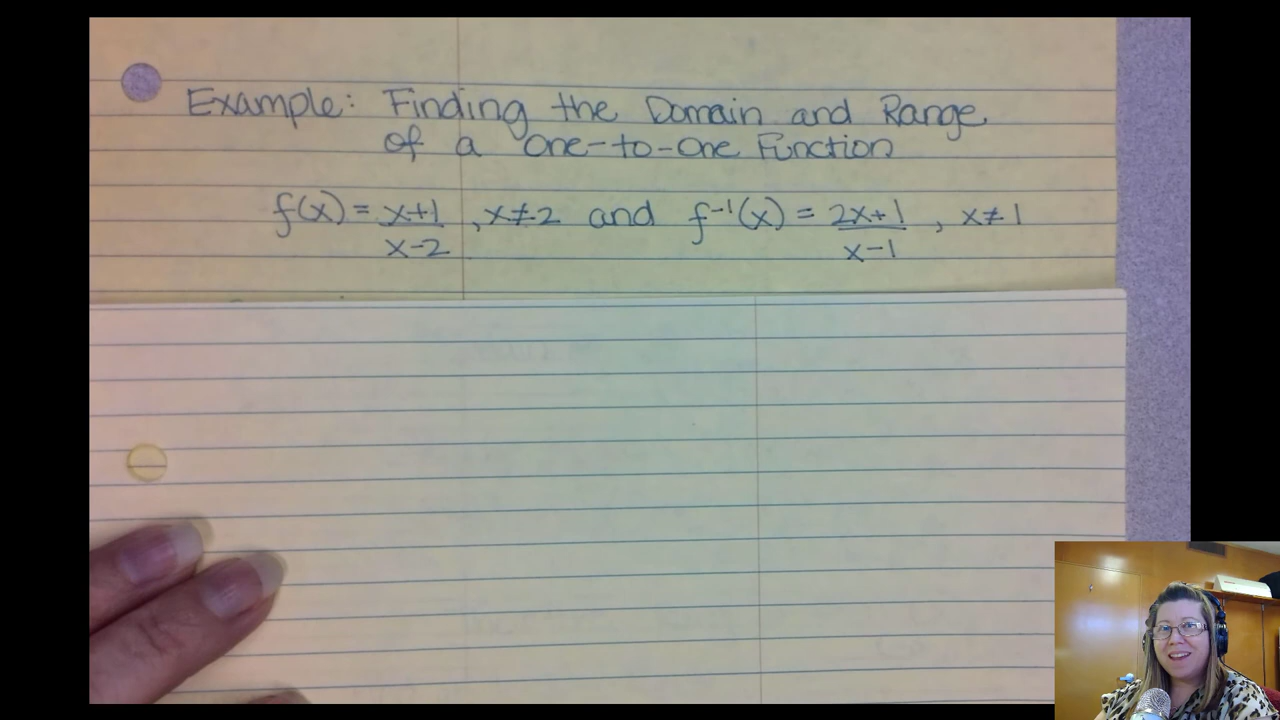 Example: Finding the Domain and Range
of a One-to-One Function
f(x) = x+1/x-2, x≠2 and f⁻¹(x) = 2x+1/x-1, x≠1